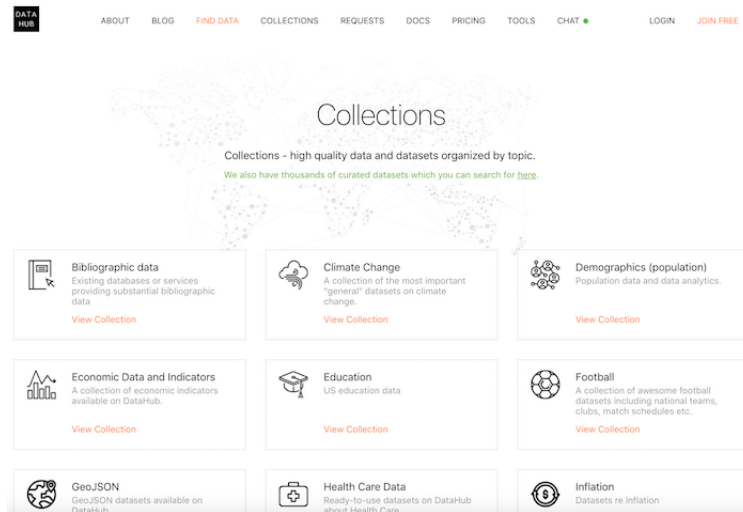 DATA
HUB
ABOUT BLOG FIND DATA COLLECTIONS REQUESTS DOCS PRICING TOOLS CHAT LOGIN JOIN FREE
Collections
Collections - high quality data and datasets organized by topic.
We also have thousands of curated datasets which you can search for here.
Bibliographic data
Existing databases or services
providing substantial bibliographic
data
View Collection
Climate Change
A collection of the most important
"general" datasets on climate
change.
View Collection
Demographics (population)
Population data and data analytics.
View Collection
Economic Data and Indicators
A collection of economic indicators
available on DataHub.
View Collection
Education
US education data
View Collection
Football
A collection of awesome football
datasets including national teams,
clubs, match schedules etc.
View Collection
GeoJSON
GeoJSON datasets available on
DataHub.
Health Care Data
Ready-to-use datasets on DataHub
about Health Care.
Inflation
Datasets re Inflation